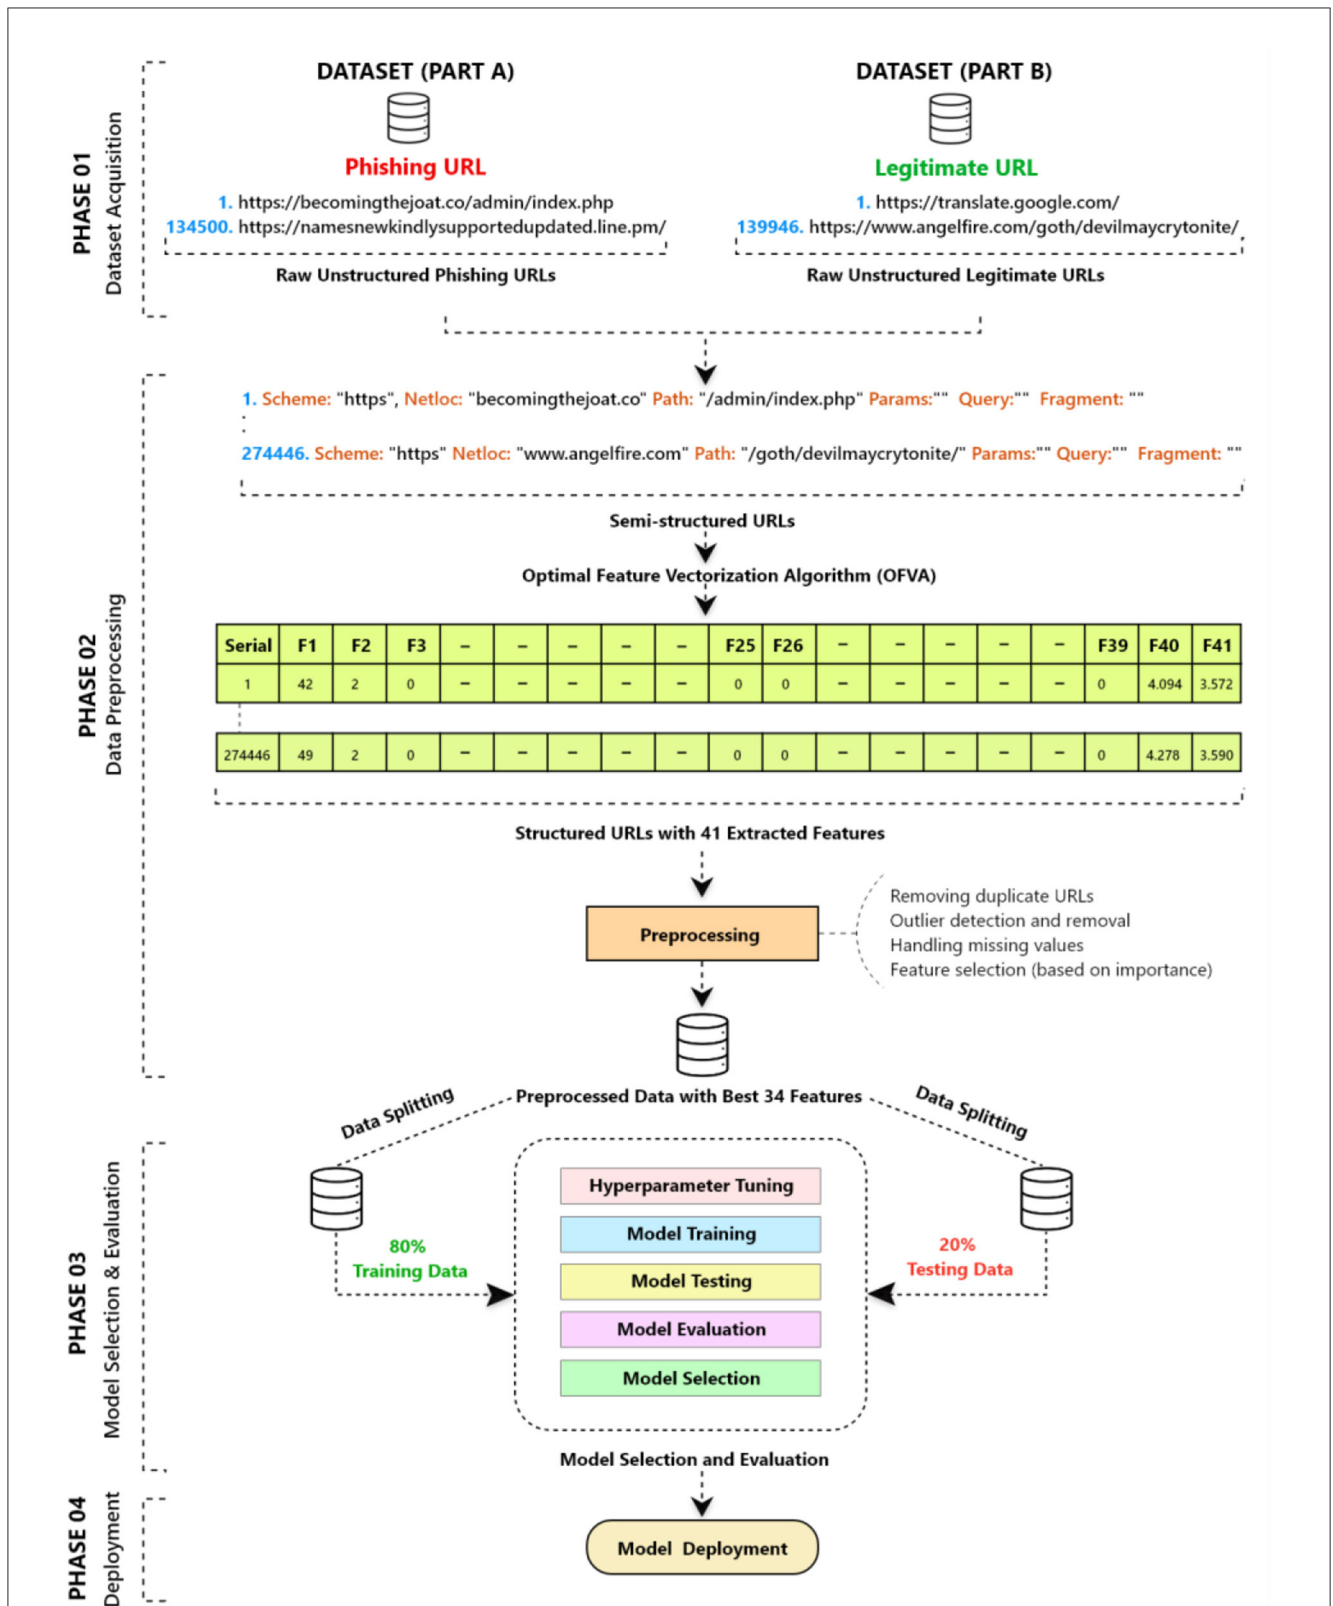 DATASET (PART A)
DATASET (PART B)
Phishing URL
Legitimate URL
1. https://becomingthejoat.co/admin/index.php
134500. https://namesnewkindlysupportedupdated.line.pm/
1. https://translate.google.com/
139946. https://www.angelfire.com/goth/devilmaycrytonite/
Raw Unstructured Phishing URLs
Raw Unstructured Legitimate URLs
PHASE 01
Dataset Acquisition
1. Scheme: "https", Netloc: "becomingthejoat.co" Path: "/admin/index.php" Params:"" Query:"" Fragment: ""
:
274446. Scheme: "https" Netloc: "www.angelfire.com" Path: "/goth/devilmaycrytonite/" Params:"" Query:"" Fragment: ""
Semi-structured URLs
Optimal Feature Vectorization Algorithm (OFVA)
Serial F1 F2 F3 – – – – – F25 F26 – – – – – F39 F40 F41
1 42 2 0 – – – – – 0 0 – – – – – 0 4.094 3.572
274446 49 2 0 – – – – – 0 0 – – – – – 0 4.278 3.590
Structured URLs with 41 Extracted Features
Preprocessing
Removing duplicate URLs
Outlier detection and removal
Handling missing values
Feature selection (based on importance)
PHASE 02
Data Preprocessing
Preprocessed Data with Best 34 Features
Data Splitting
Data Splitting
80%
Training Data
20%
Testing Data
Hyperparameter Tuning
Model Training
Model Testing
Model Evaluation
Model Selection
Model Selection and Evaluation
PHASE 03
Model Selection & Evaluation
Model Deployment
PHASE 04
Deployment